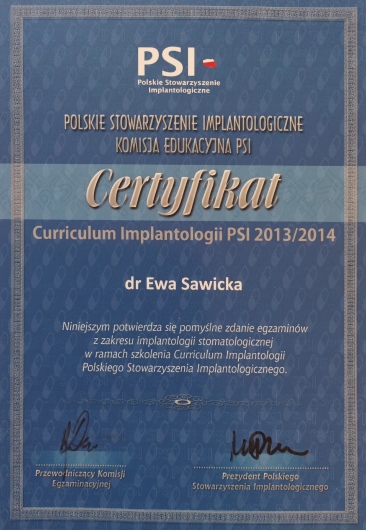 PSI
Polskie Stowarzyszenie
Implantologiczne
POLSKIE STOWARZYSZENIE IMPLANTOLOGICZNE
KOMISJA EDUKACYJNA PSI
Certyfikat
Curriculum Implantologii PSI 2013/2014
dr Ewa Sawicka
Niniejszym potwierdza się pomyślne zdanie egzaminów
z zakresu implantologii stomatologicznej
w ramach szkolenia Curriculum Implantologii
Polskiego Stowarzyszenia Implantologicznego.
Przewodniczący Komisji
Egzaminacyjnej
Prezydent Polskiego
Stowarzyszenia Implantologicznego